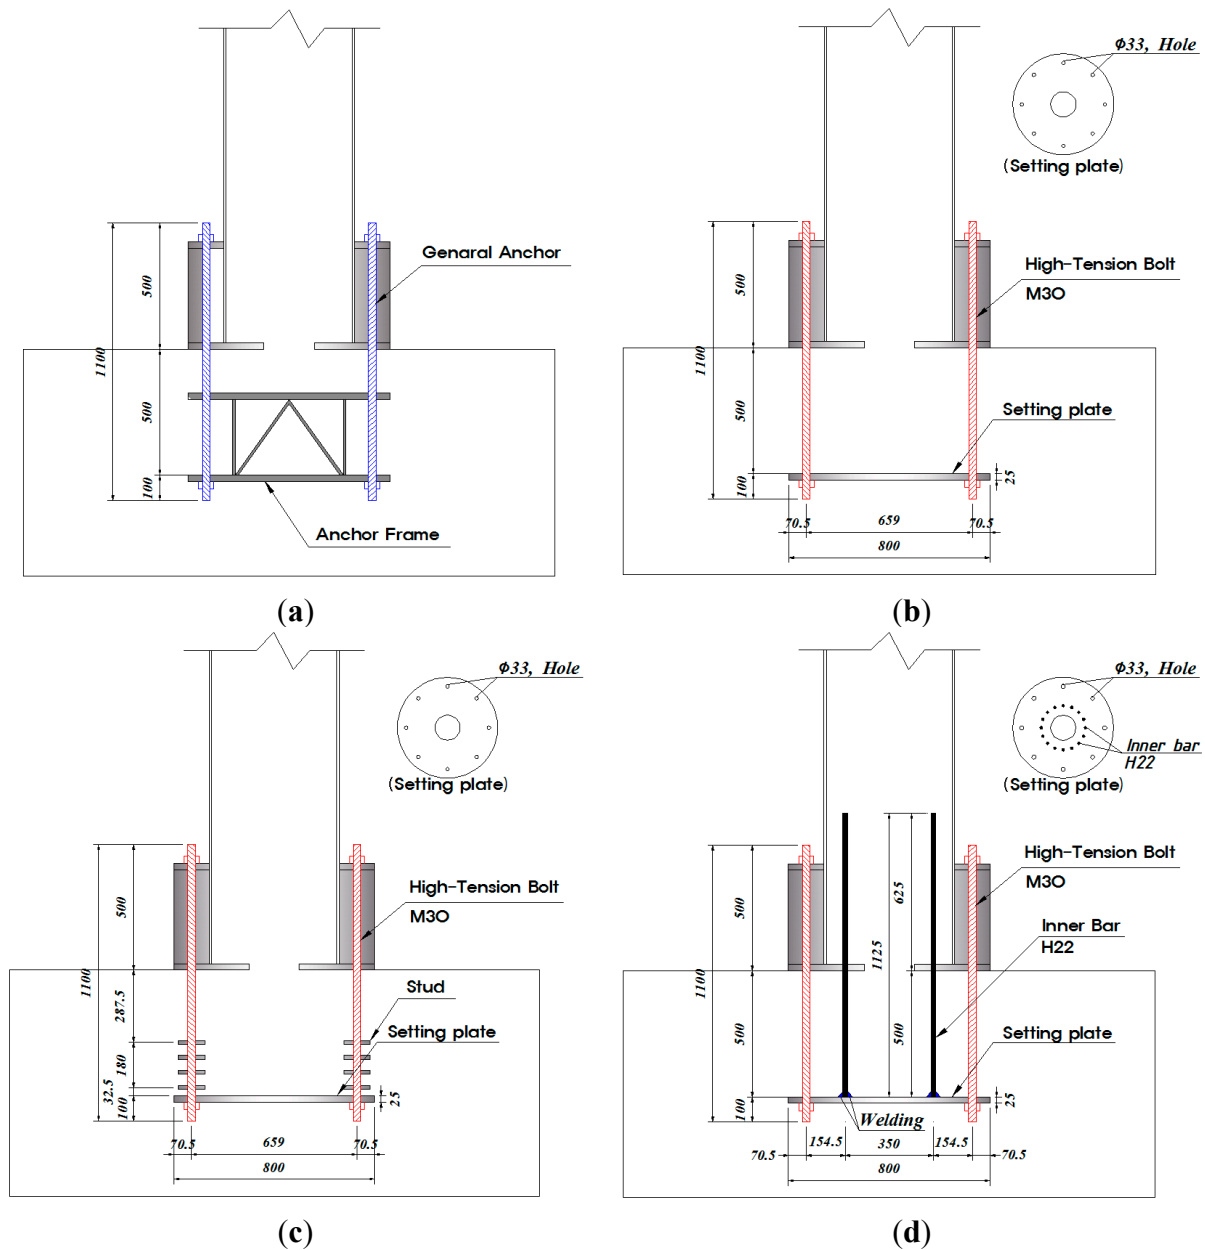 Genaral Anchor
500
1100
500
100
Anchor Frame
(a)
Φ33, Hole
(Setting plate)
High-Tension Bolt
M30
500
1100
500
Setting plate
100
25
70.5
659
70.5
800
(b)
Φ33, Hole
(Setting plate)
High-Tension Bolt
M30
500
1100
287.5
Stud
Setting plate
180
32.5
100
25
70.5
659
70.5
800
(c)
Φ33, Hole
Inner bar
H22
(Setting plate)
High-Tension Bolt
M30
500
625
1125
1100
Inner Bar
H22
500
500
Setting plate
100
25
Welding
70.5
154.5
350
154.5
70.5
800
(d)